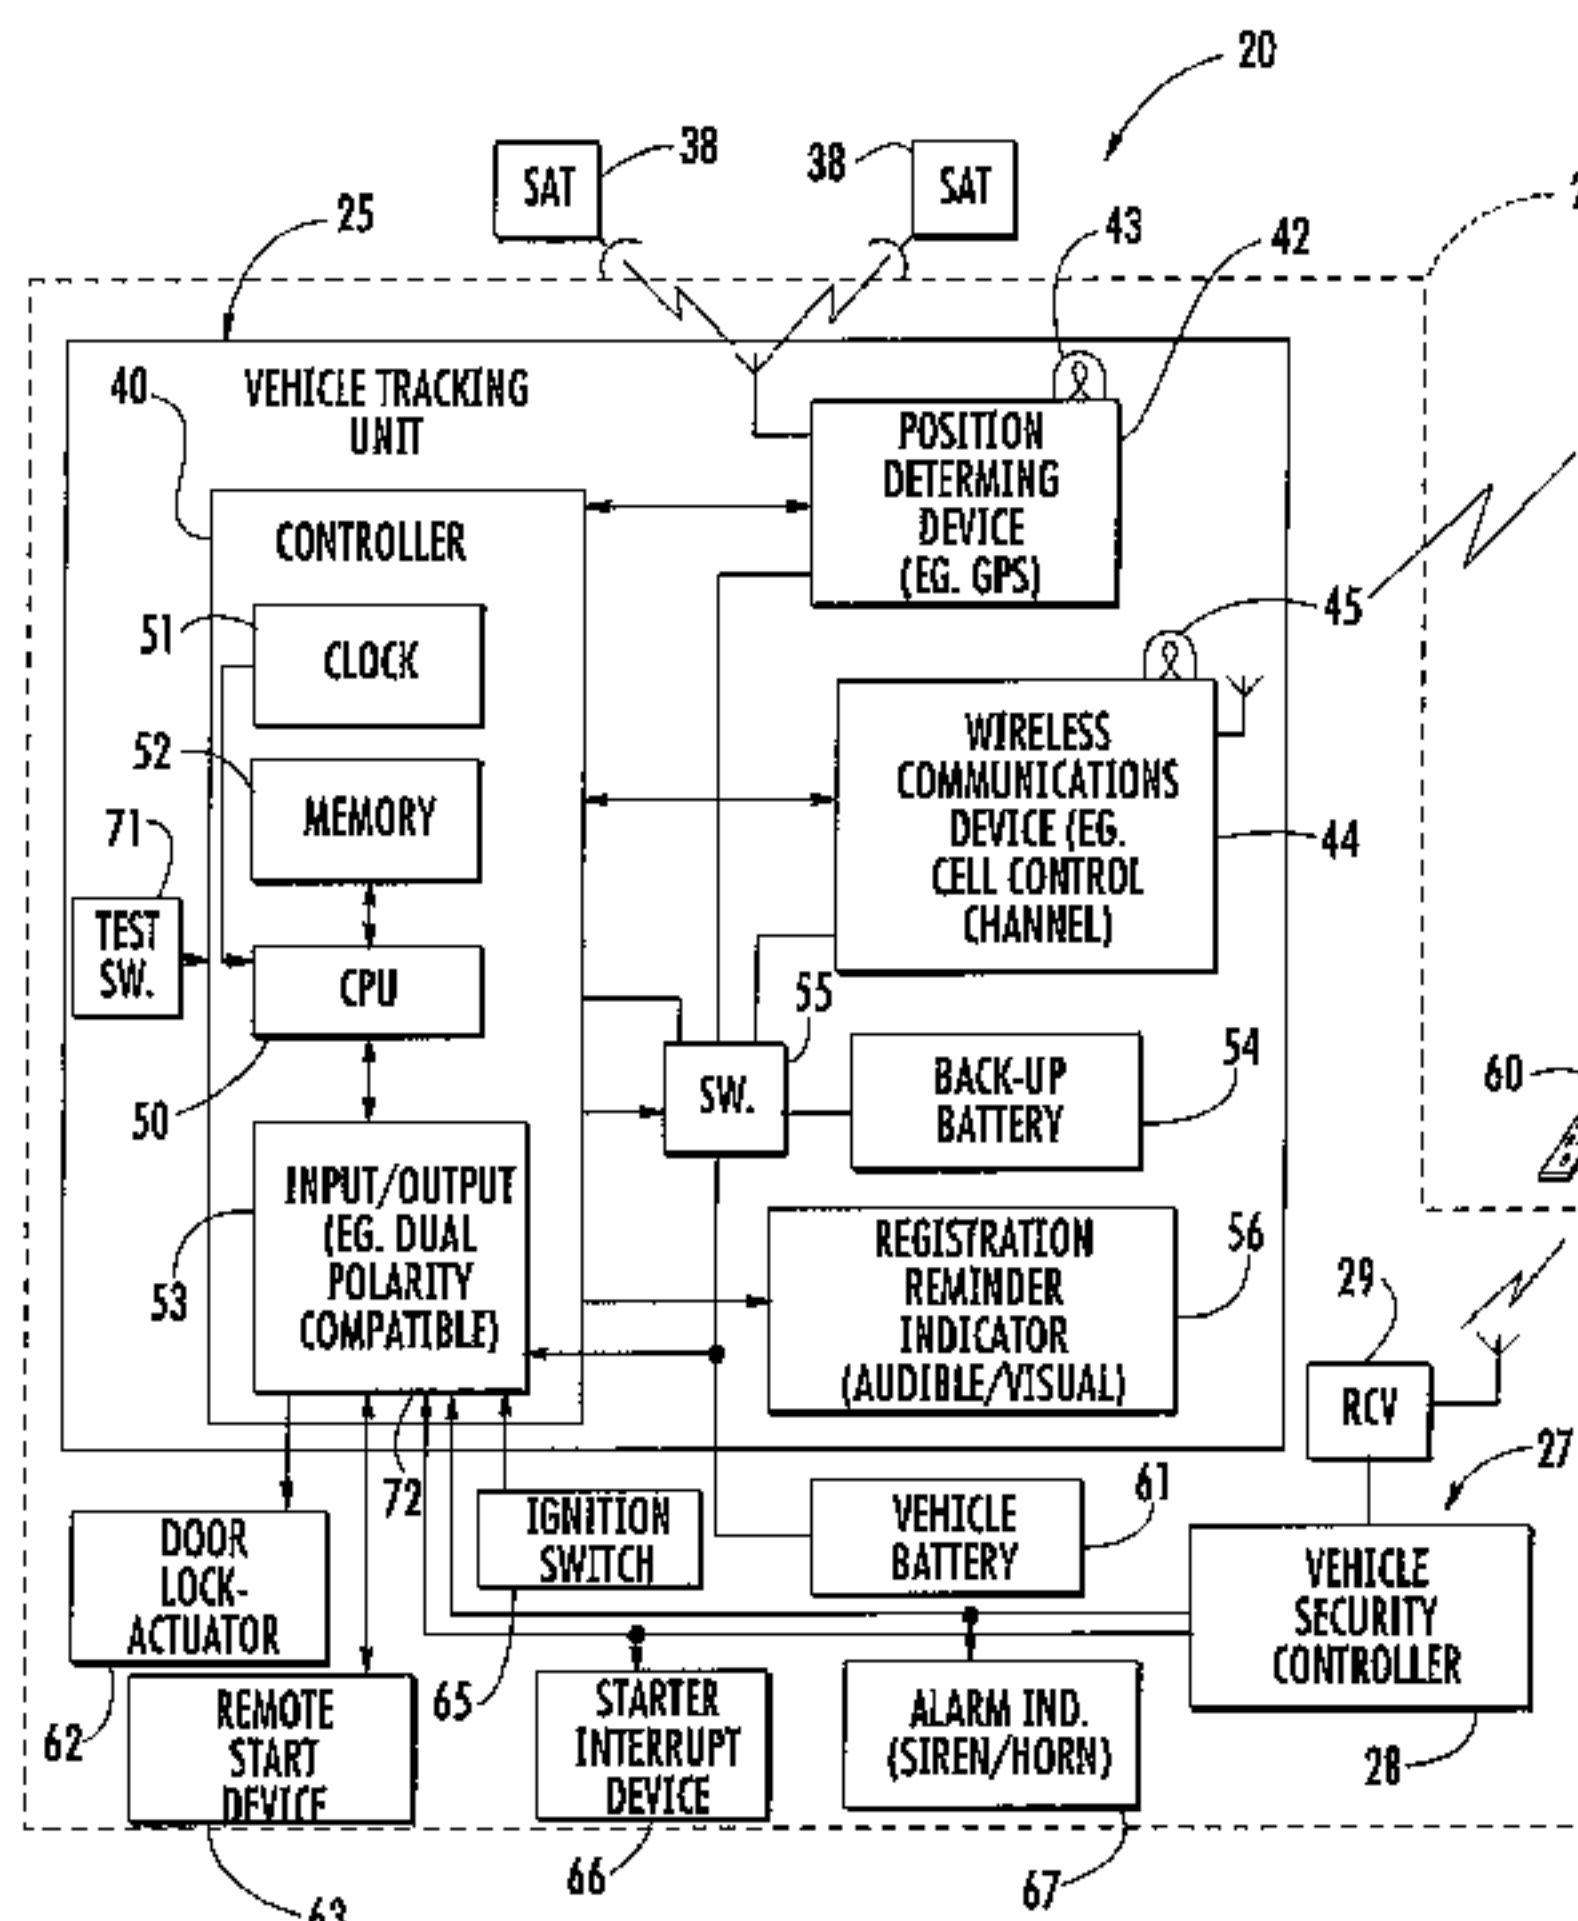 20
38
38
SAT
SAT
25
43
42
VEHICLE TRACKING
UNIT
40
POSITION
DETERMING
DEVICE
(EG. GPS)
CONTROLLER
45
51
CLOCK
WIRELESS
COMMUNICATIONS
DEVICE (EG.
CELL CONTROL
CHANNEL)
52
MEMORY
71
44
TEST
SW.
CPU
55
50
SW.
BACK-UP
BATTERY
54
60
INPUT/OUTPUT
(EG. DUAL
POLARITY
COMPATIBLE)
53
REGISTRATION
REMINDER
INDICATOR
(AUDIBLE/VISUAL)
56
29
RCV
72
27
IGNITION
SWITCH
VEHICLE
BATTERY
61
DOOR
LOCK-
ACTUATOR
VEHICLE
SECURITY
CONTROLLER
62
65
REMOTE
START
DEVICE
STARTER
INTERRUPT
DEVICE
ALARM IND.
(SIREN/HORN)
28
63
66
67